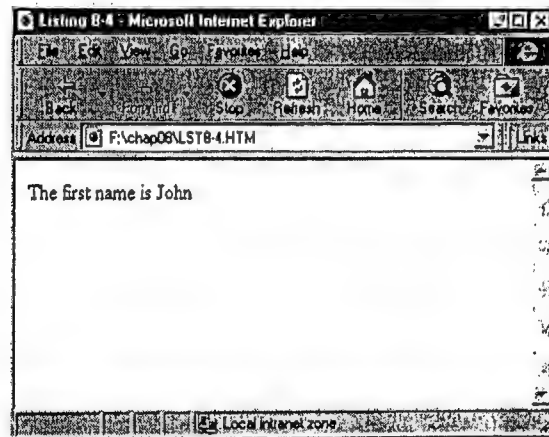 Listing 8-4 - Microsoft Internet Explorer
File Edit View Go Favorites Help
Back Forward Stop Refresh Home Search Favorites
Address F:\chap08\LST8-4.HTM Links
The first name is John
Local intranet zone